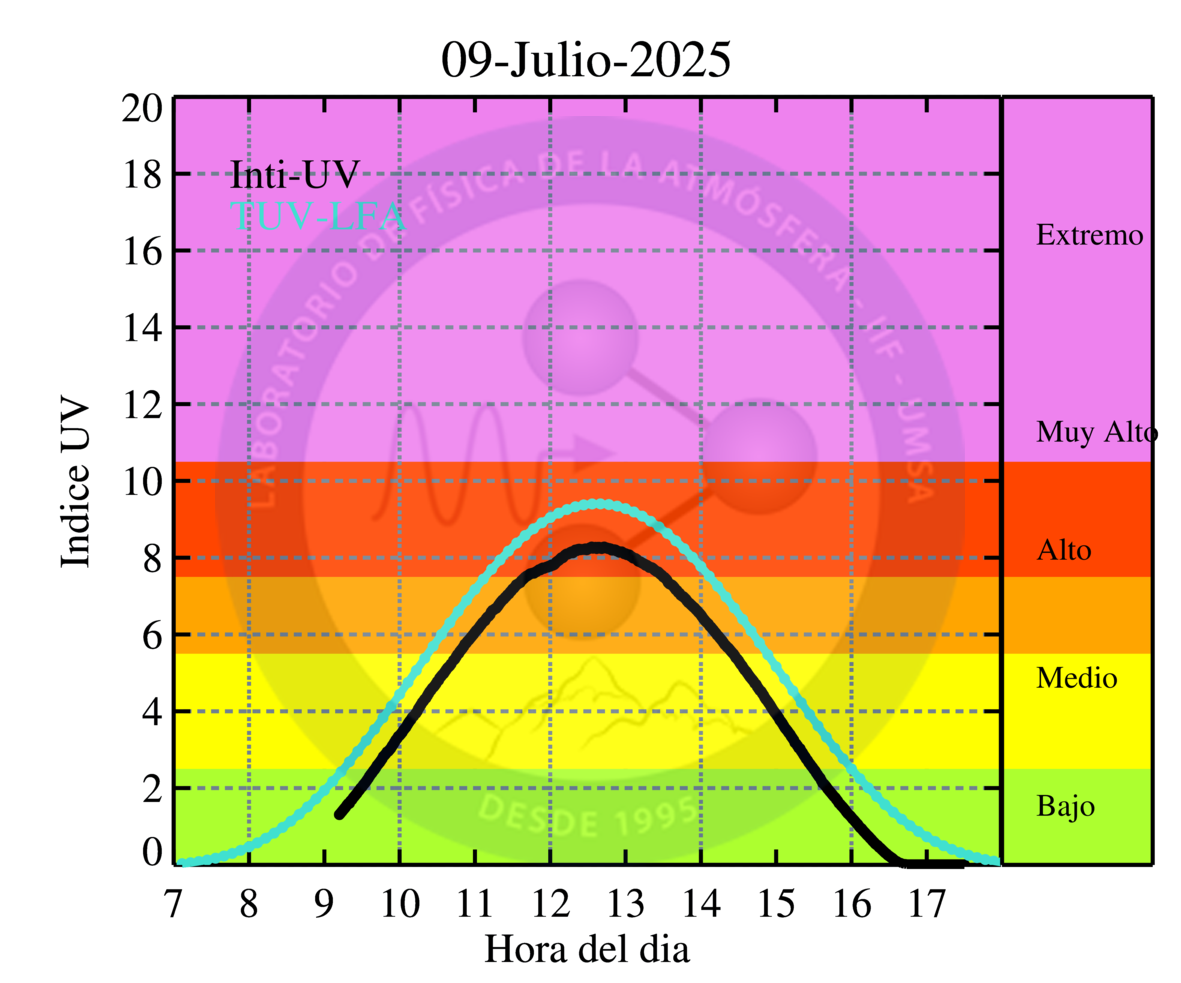 09-Julio-2025
20
18
16
14
12
10
8
6
4
2
0
Indice UV
Inti-UV
TUV-LFA
LABORATORIO DE FÍSICA DE LA ATMÓSFERA - IIF - UMSA
DESDE 1995
Extremo
Muy Alto
Alto
Medio
Bajo
7 8 9 10 11 12 13 14 15 16 17
Hora del dia